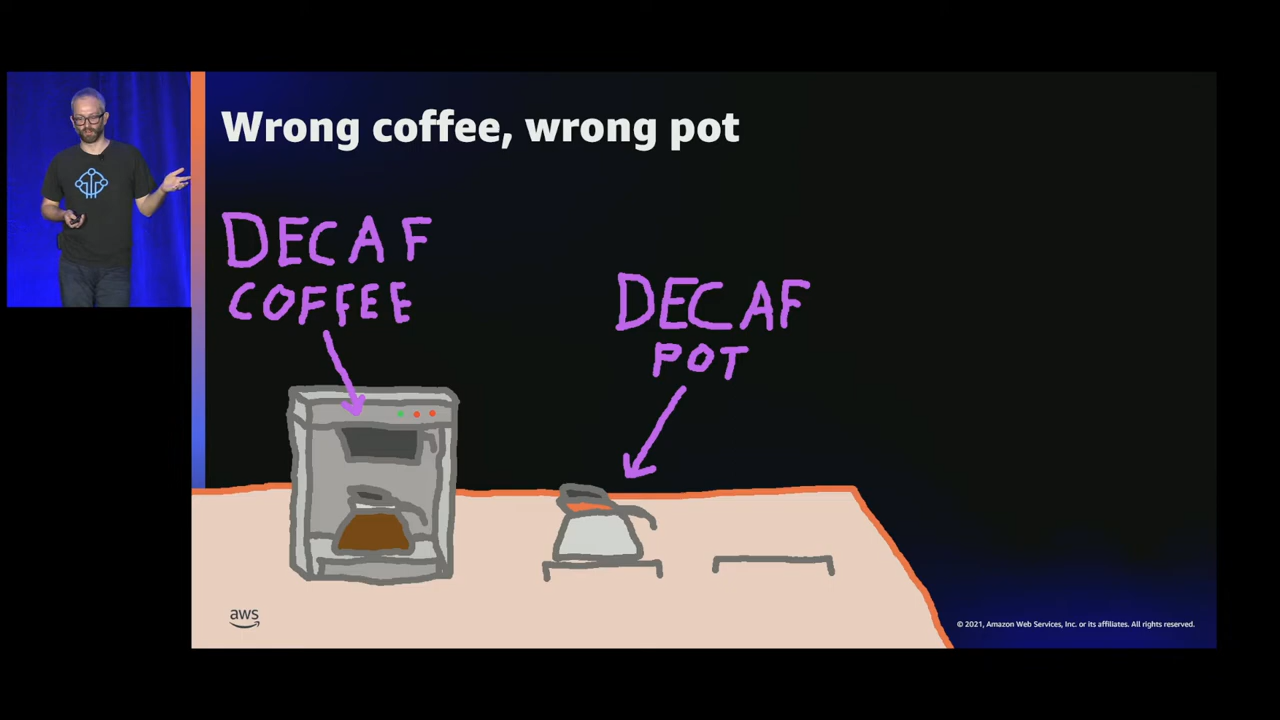 Wrong coffee, wrong pot
DECAF
COFFEE
DECAF
POT
aws
© 2021, Amazon Web Services, Inc. or its affiliates. All rights reserved.